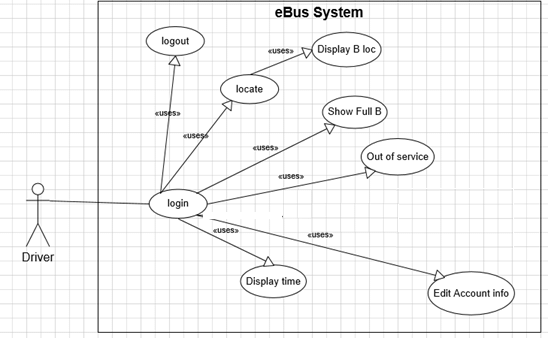 eBus System
logout
«uses»
Display B loc
locate
«uses»
«uses»
Show Full B
«uses»
Out of service
«uses»
login
Driver
«uses»
«uses»
Display time
Edit Account info